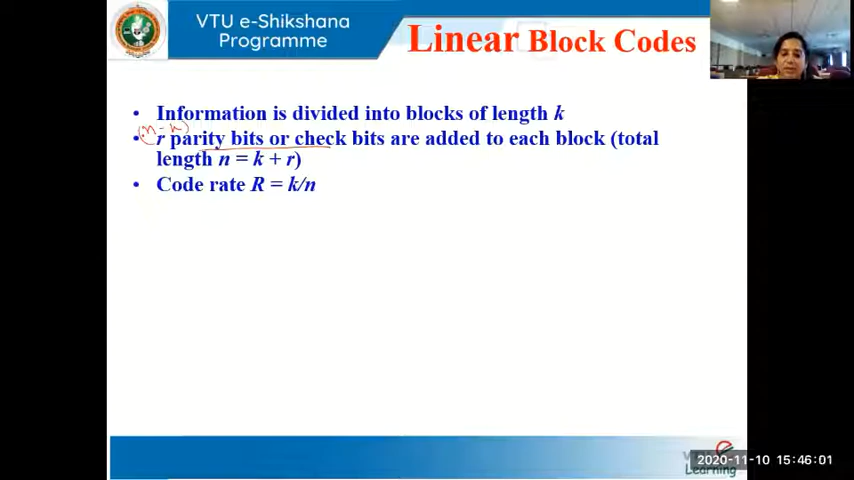 VTU e-Shikshana
Programme
Linear Block Codes
• Information is divided into blocks of length k
(n-k)
• r parity bits or check bits are added to each block (total
length n = k + r)
• Code rate R = k/n
2020-11-10 15:46:01
Learning